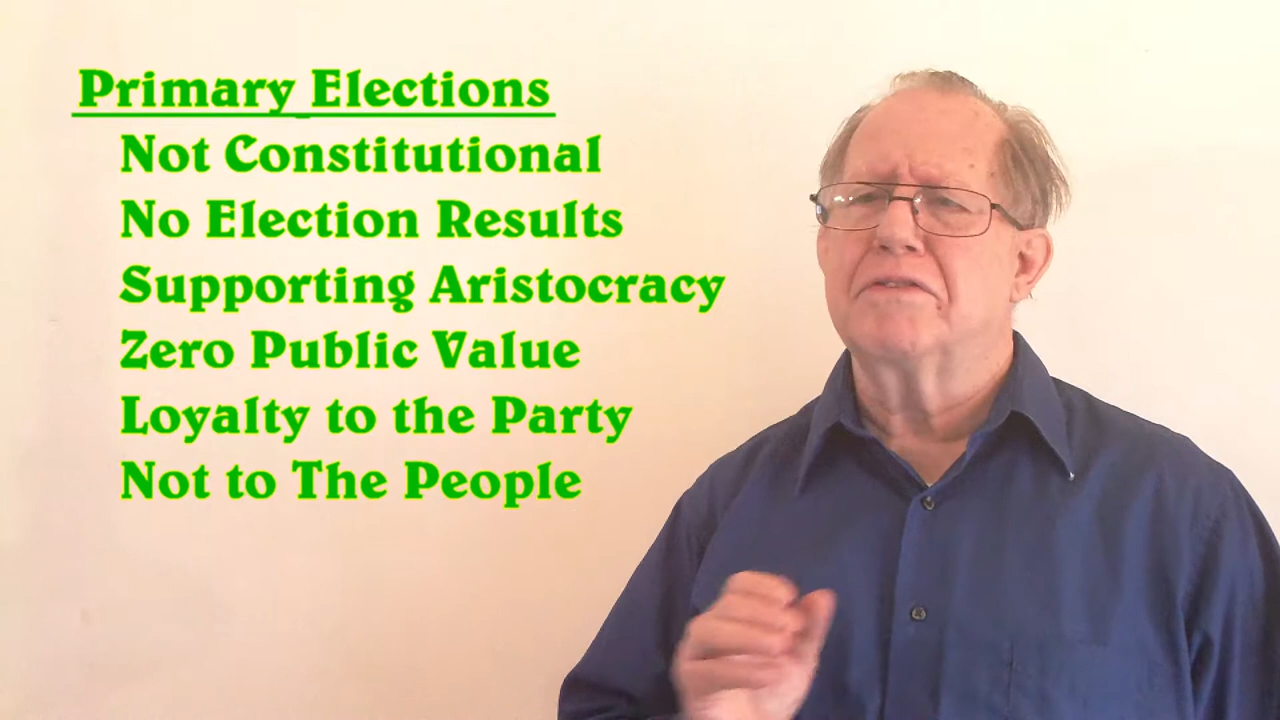 Primary Elections
Not Constitutional
No Election Results
Supporting Aristocracy
Zero Public Value
Loyalty to the Party
Not to The People